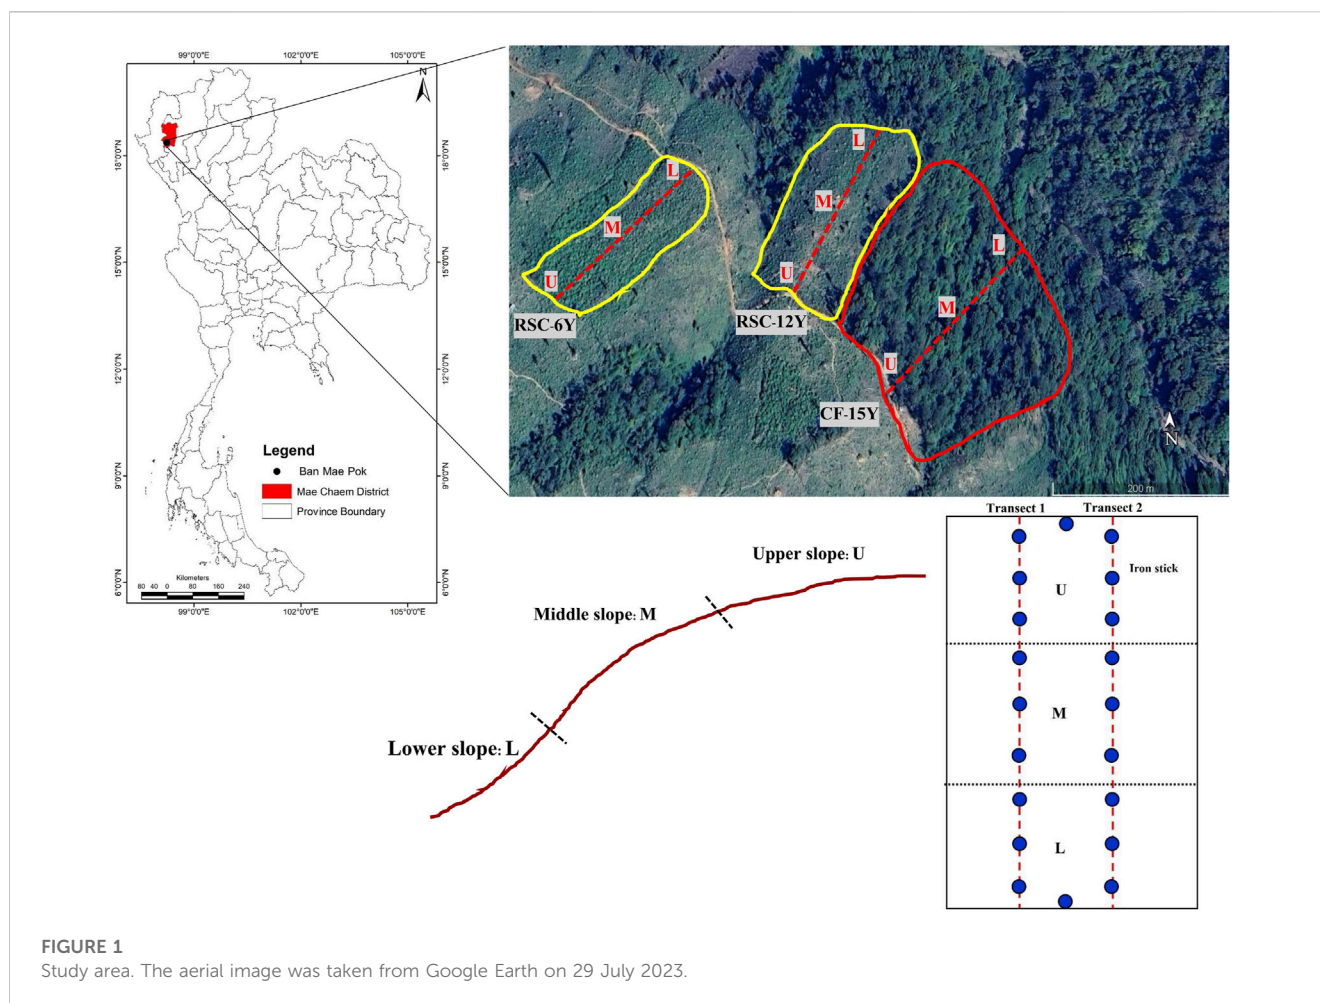 99°0'0"E 102°0'0"E 105°0'0"E
N
18°0'0"N
15°0'0"N
12°0'0"N
9°0'0"N
6°0'0"N
18°0'0"N
15°0'0"N
12°0'0"N
9°0'0"N
6°0'0"N
Legend
Ban Mae Pok
Mae Chaem District
Province Boundary
Kilometers
80 40 0 80 160 240
99°0'0"E 102°0'0"E 105°0'0"E
L
M
U
RSC-6Y
L
M
U
RSC-12Y
L
M
U
CF-15Y
N
200 m
Upper slope: U
Middle slope: M
Lower slope: L
Transect 1 Transect 2
Iron stick
U
M
L
FIGURE 1
Study area. The aerial image was taken from Google Earth on 29 July 2023.